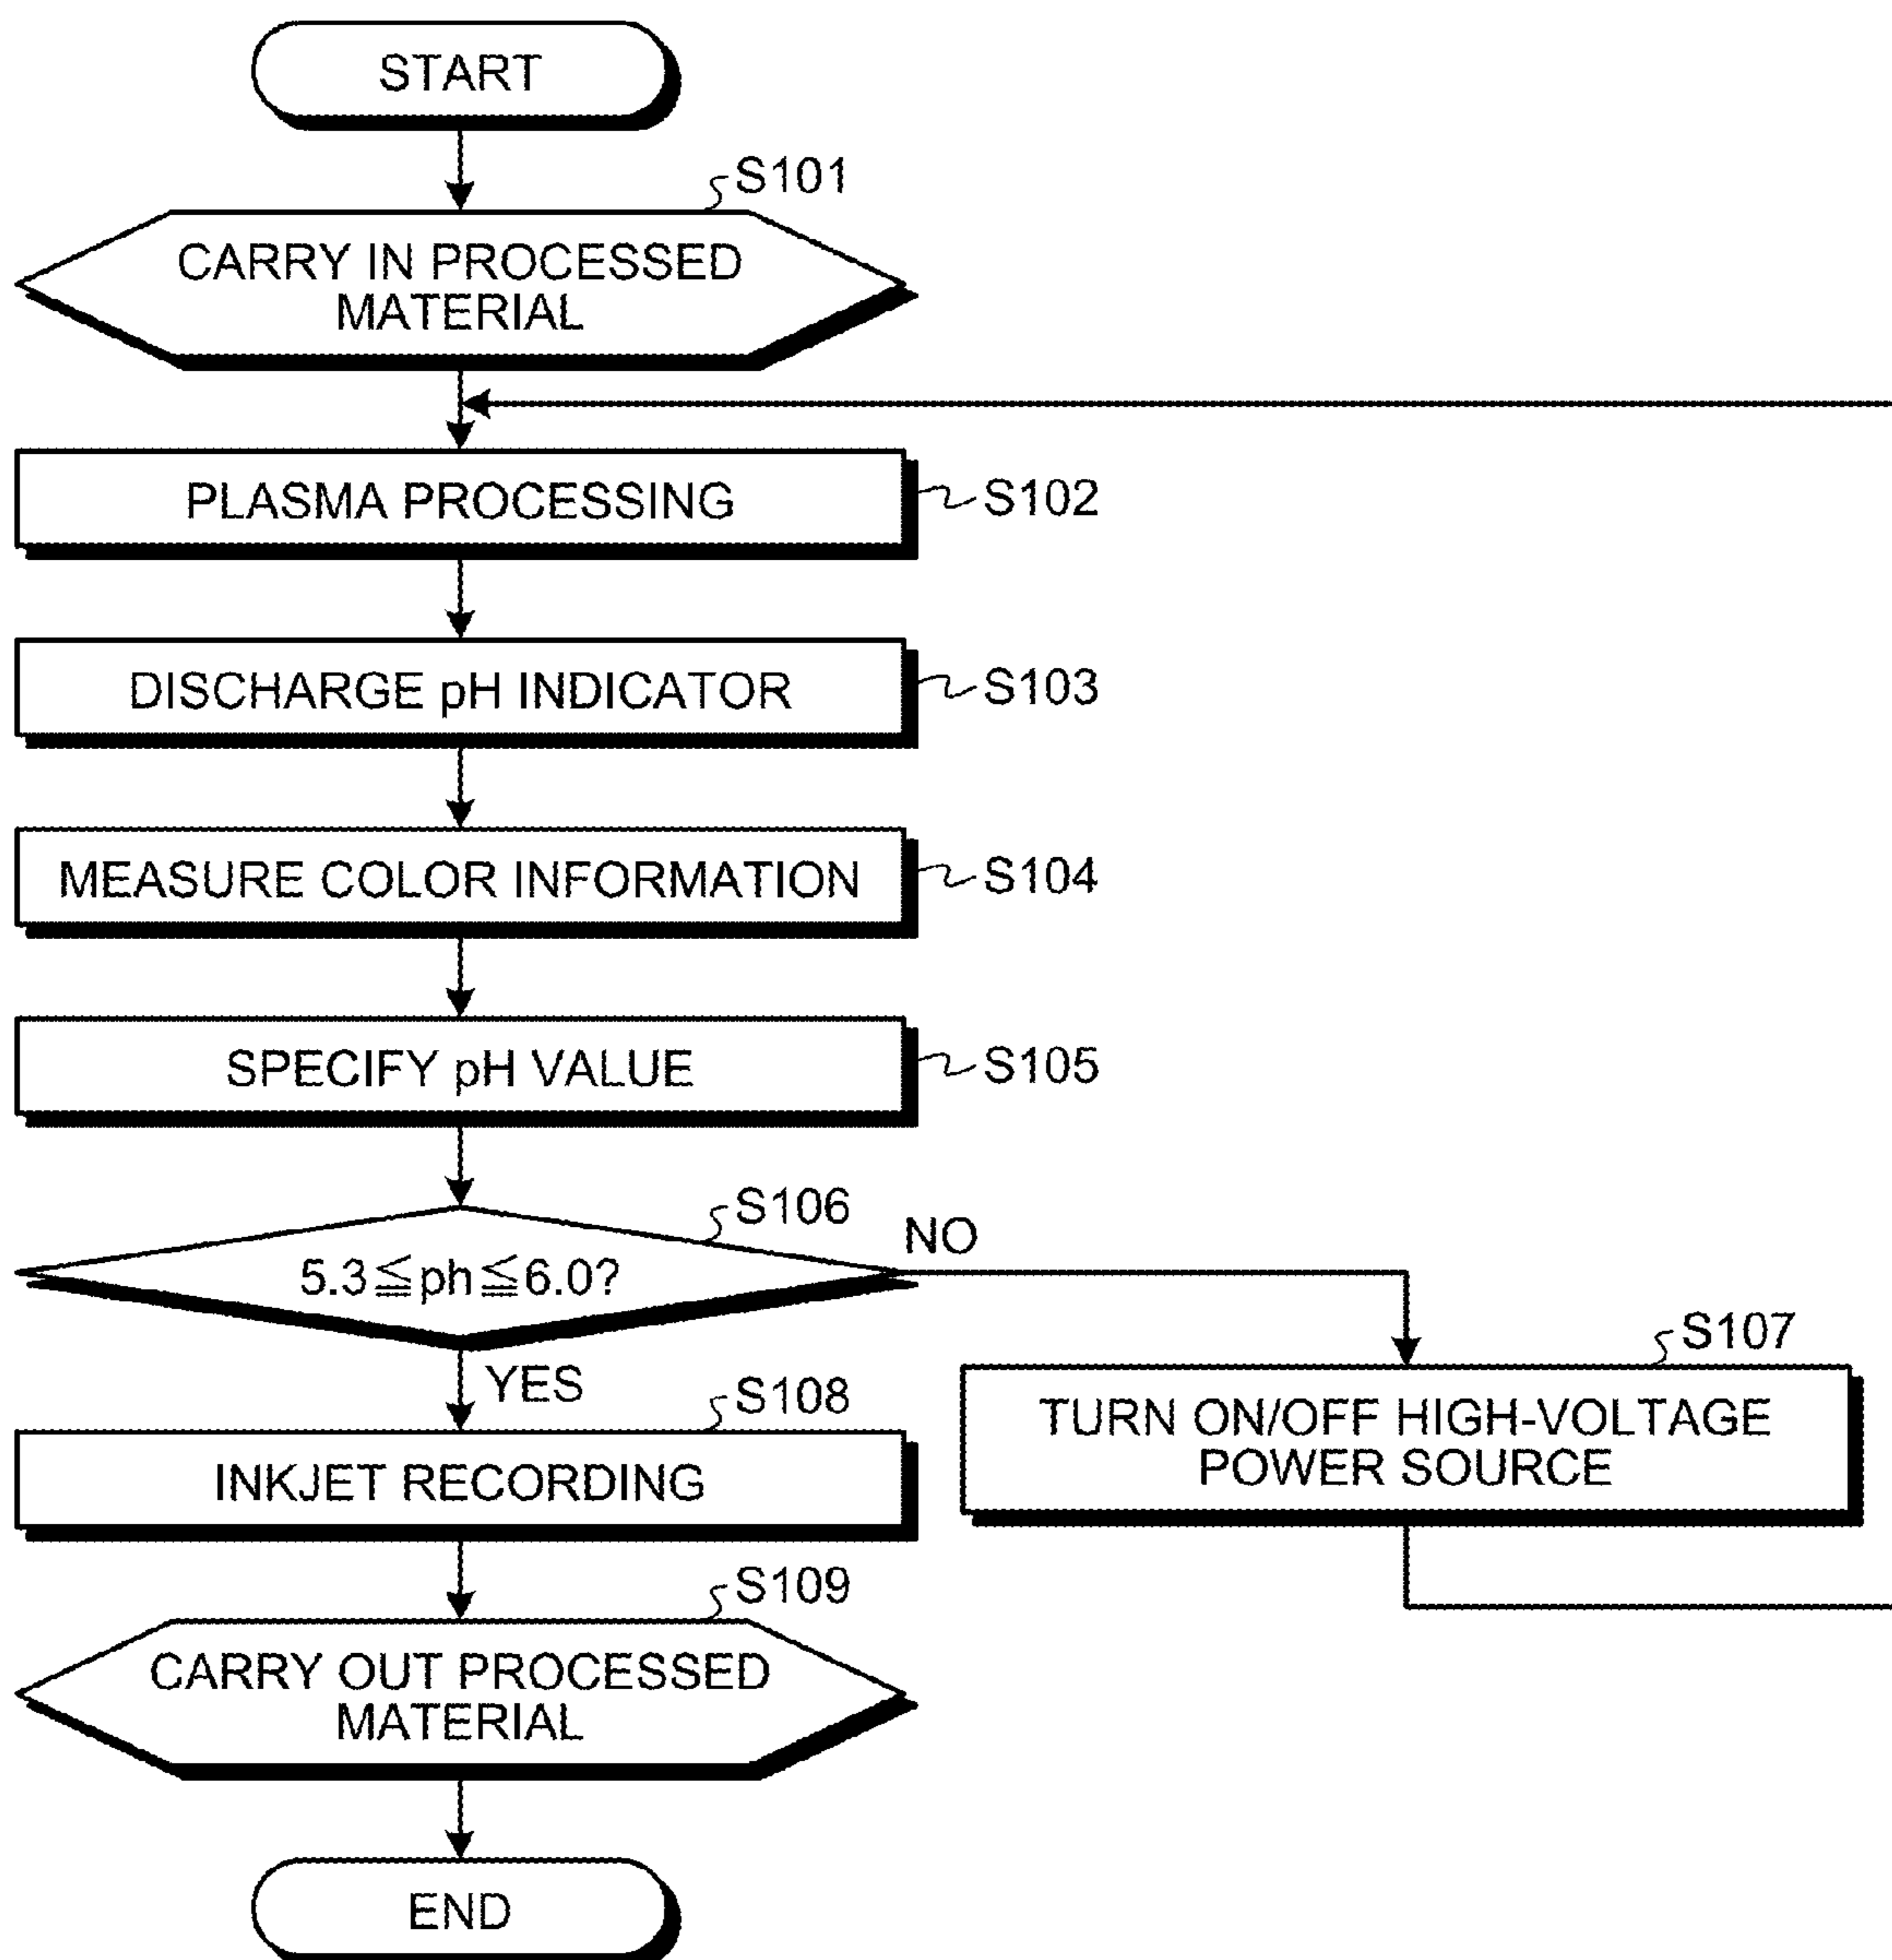 START
S101
CARRY IN PROCESSED
MATERIAL
PLASMA PROCESSING
S102
DISCHARGE pH INDICATOR
S103
MEASURE COLOR INFORMATION
S104
SPECIFY pH VALUE
S105
S106
5.3≦ph≦6.0?
NO
YES
S107
TURN ON/OFF HIGH-VOLTAGE
POWER SOURCE
S108
INKJET RECORDING
S109
CARRY OUT PROCESSED
MATERIAL
END